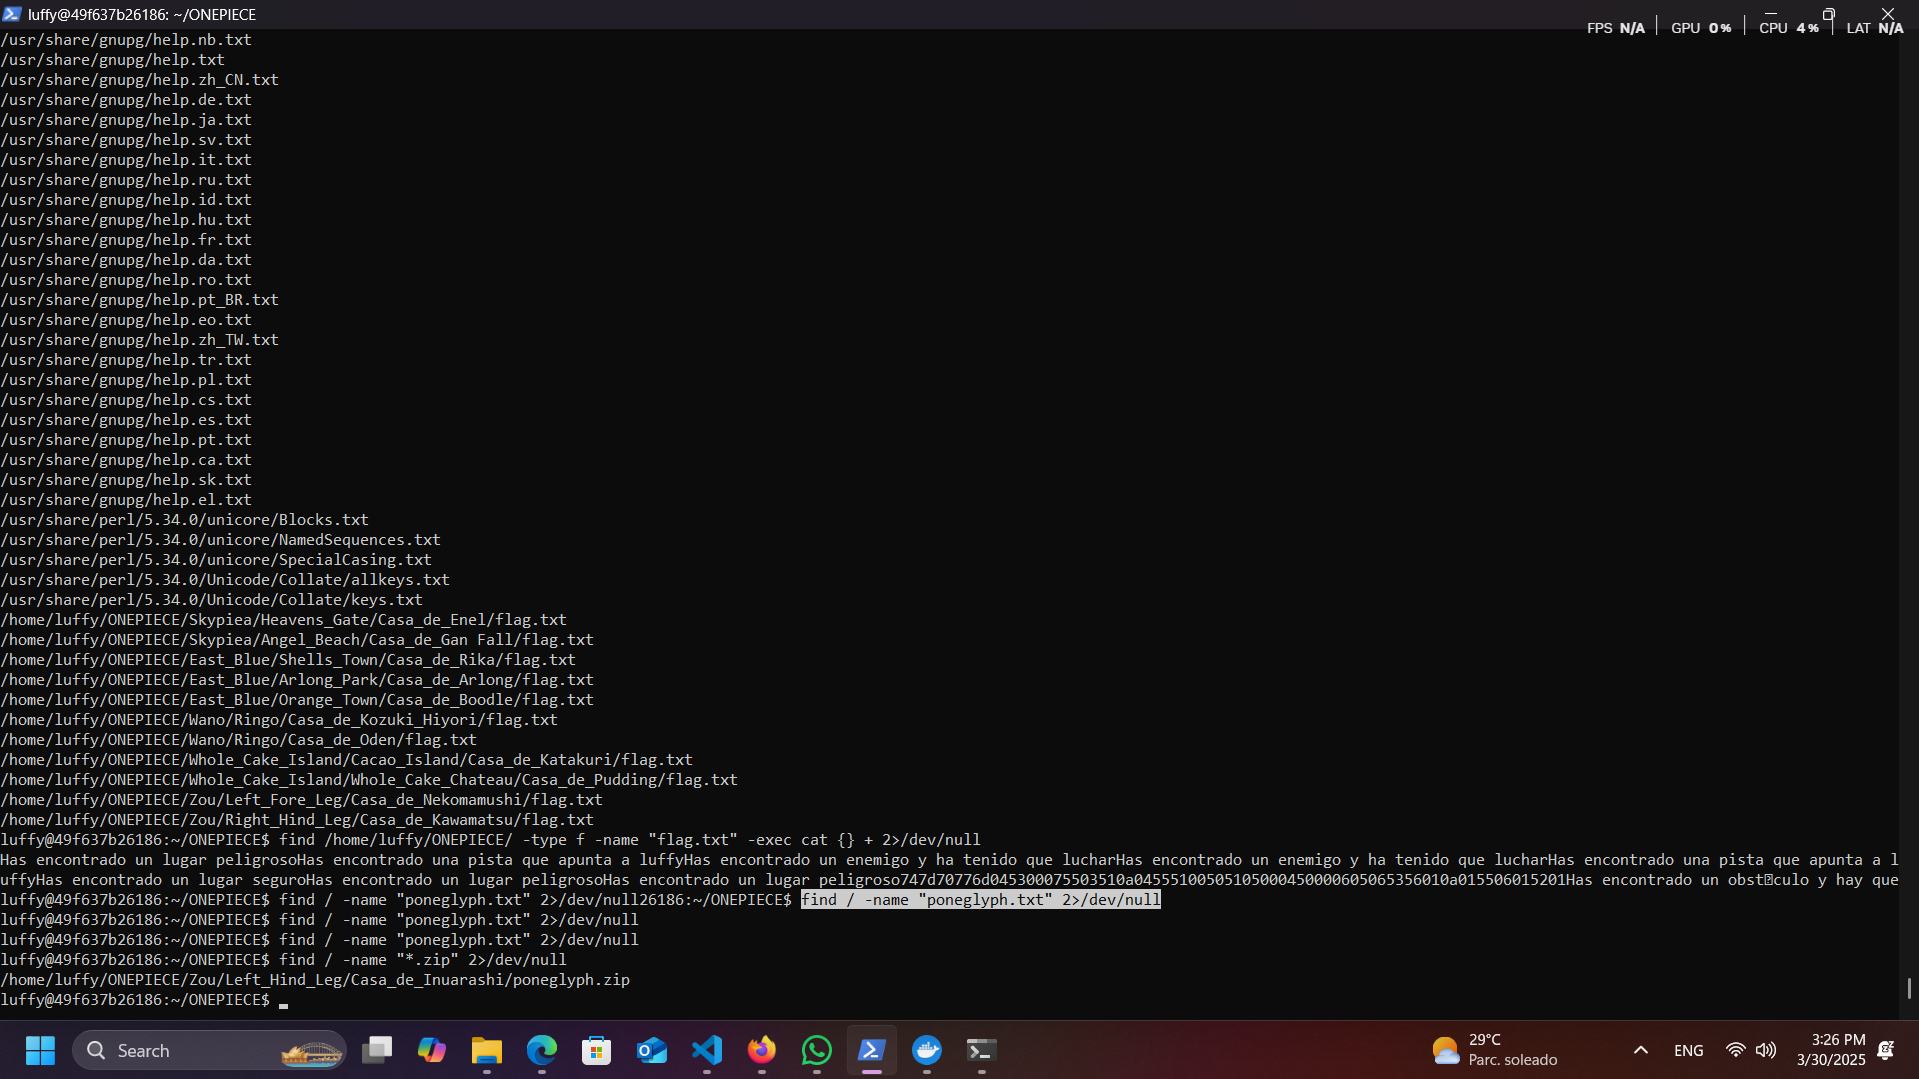 luffy@49f637b26186: ~/ONEPIECE
FPS N/A GPU 0% CPU 4% LAT N/A
/usr/share/gnupg/help.nb.txt
/usr/share/gnupg/help.txt
/usr/share/gnupg/help.zh_CN.txt
/usr/share/gnupg/help.de.txt
/usr/share/gnupg/help.ja.txt
/usr/share/gnupg/help.sv.txt
/usr/share/gnupg/help.it.txt
/usr/share/gnupg/help.ru.txt
/usr/share/gnupg/help.id.txt
/usr/share/gnupg/help.hu.txt
/usr/share/gnupg/help.fr.txt
/usr/share/gnupg/help.da.txt
/usr/share/gnupg/help.ro.txt
/usr/share/gnupg/help.pt_BR.txt
/usr/share/gnupg/help.eo.txt
/usr/share/gnupg/help.zh_TW.txt
/usr/share/gnupg/help.tr.txt
/usr/share/gnupg/help.pl.txt
/usr/share/gnupg/help.cs.txt
/usr/share/gnupg/help.es.txt
/usr/share/gnupg/help.pt.txt
/usr/share/gnupg/help.ca.txt
/usr/share/gnupg/help.sk.txt
/usr/share/gnupg/help.el.txt
/usr/share/perl/5.34.0/unicore/Blocks.txt
/usr/share/perl/5.34.0/unicore/NamedSequences.txt
/usr/share/perl/5.34.0/unicore/SpecialCasing.txt
/usr/share/perl/5.34.0/Unicode/Collate/allkeys.txt
/usr/share/perl/5.34.0/Unicode/Collate/keys.txt
/home/luffy/ONEPIECE/Skypiea/Heavens_Gate/Casa_de_Enel/flag.txt
/home/luffy/ONEPIECE/Skypiea/Angel_Beach/Casa_de_Gan Fall/flag.txt
/home/luffy/ONEPIECE/East_Blue/Shells_Town/Casa_de_Rika/flag.txt
/home/luffy/ONEPIECE/East_Blue/Arlong_Park/Casa_de_Arlong/flag.txt
/home/luffy/ONEPIECE/East_Blue/Orange_Town/Casa_de_Boodle/flag.txt
/home/luffy/ONEPIECE/Wano/Ringo/Casa_de_Kozuki_Hiyori/flag.txt
/home/luffy/ONEPIECE/Wano/Ringo/Casa_de_Oden/flag.txt
/home/luffy/ONEPIECE/Whole_Cake_Island/Cacao_Island/Casa_de_Katakuri/flag.txt
/home/luffy/ONEPIECE/Whole_Cake_Island/Whole_Cake_Chateau/Casa_de_Pudding/flag.txt
/home/luffy/ONEPIECE/Zou/Left_Fore_Leg/Casa_de_Nekomamushi/flag.txt
/home/luffy/ONEPIECE/Zou/Right_Hind_Leg/Casa_de_Kawamatsu/flag.txt
luffy@49f637b26186:~/ONEPIECE$ find /home/luffy/ONEPIECE/ -type f -name "flag.txt" -exec cat {} + 2>/dev/null
Has encontrado un lugar peligrosoHas encontrado una pista que apunta a luffyHas encontrado un enemigo y ha tenido que lucharHas encontrado un enemigo y ha tenido que lucharHas encontrado una pista que apunta a l
uffyHas encontrado un lugar seguroHas encontrado un lugar peligrosoHas encontrado un lugar peligroso747d70776d045300075503510a0455510050510500045000060506535601​0a015506015201Has encontrado un obst�culo y hay que
luffy@49f637b26186:~/ONEPIECE$ find / -name "poneglyph.txt" 2>/dev/null26186:~/ONEPIECE$ find / -name "poneglyph.txt" 2>/dev/null
luffy@49f637b26186:~/ONEPIECE$ find / -name "poneglyph.txt" 2>/dev/null
luffy@49f637b26186:~/ONEPIECE$ find / -name "poneglyph.txt" 2>/dev/null
luffy@49f637b26186:~/ONEPIECE$ find / -name "*.zip" 2>/dev/null
/home/luffy/ONEPIECE/Zou/Left_Hind_Leg/Casa_de_Inuarashi/poneglyph.zip
luffy@49f637b26186:~/ONEPIECE$
Search
29°C
Parc. soleado
ENG
3:26 PM
3/30/2025